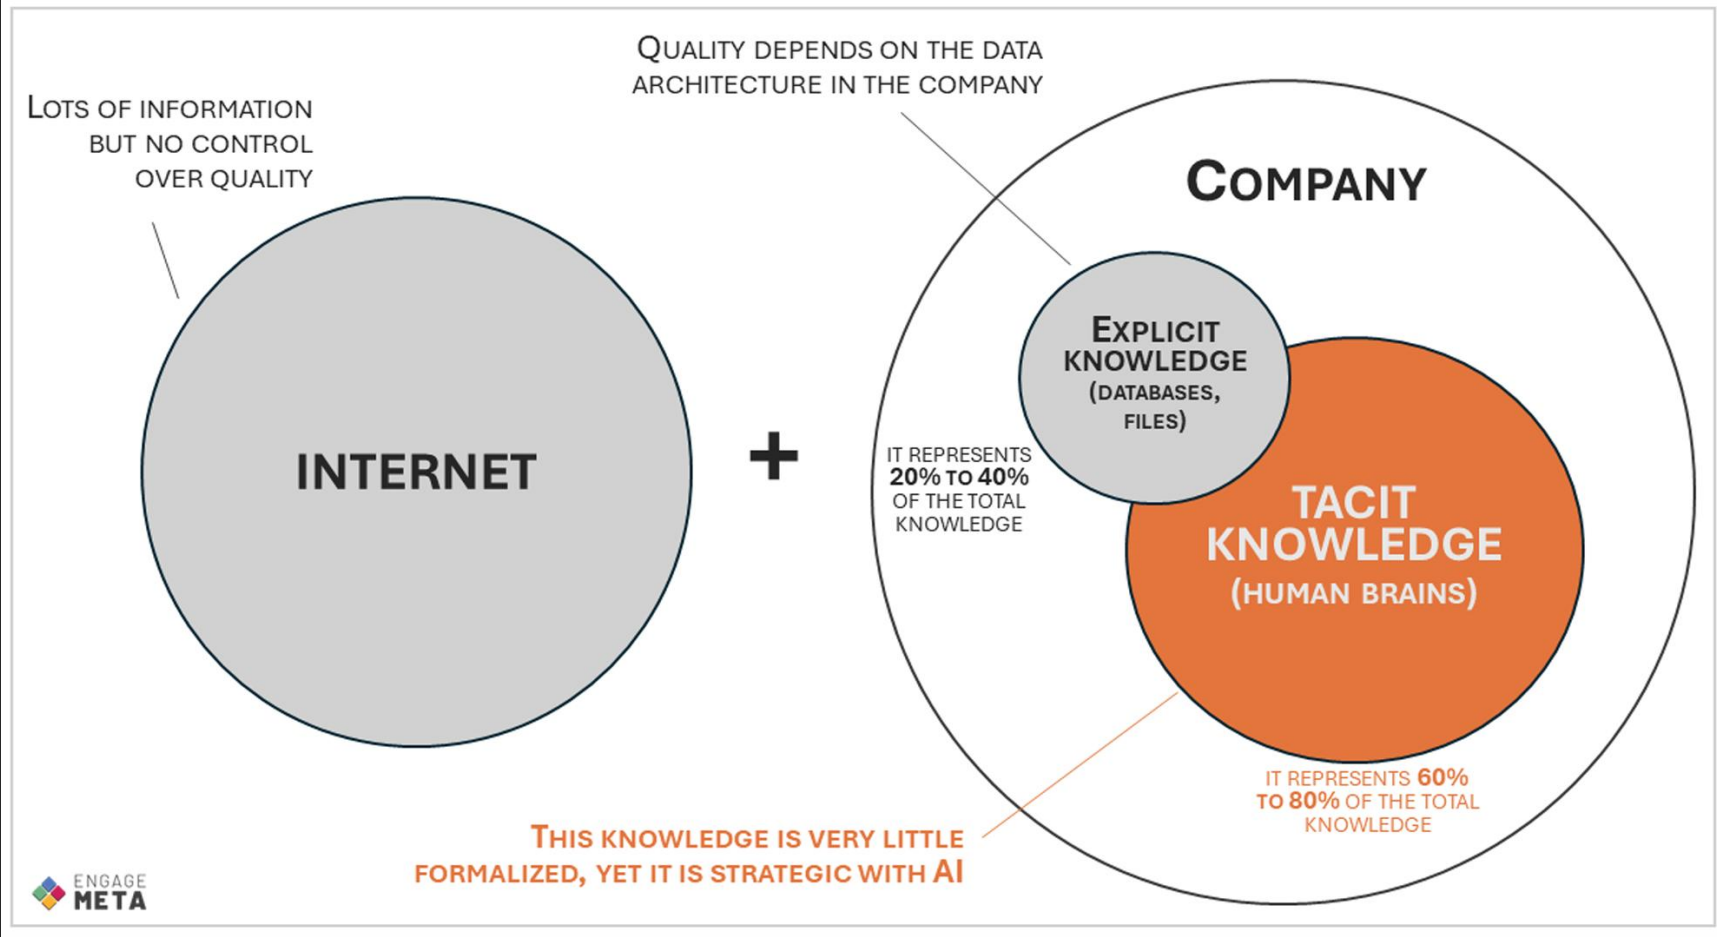 QUALITY DEPENDS ON THE DATA
ARCHITECTURE IN THE COMPANY
LOTS OF INFORMATION
BUT NO CONTROL
OVER QUALITY
COMPANY
EXPLICIT
KNOWLEDGE
(DATABASES,
FILES)
INTERNET
+
IT REPRESENTS
20% TO 40%
OF THE TOTAL
KNOWLEDGE
TACIT
KNOWLEDGE
(HUMAN BRAINS)
IT REPRESENTS 60%
TO 80% OF THE TOTAL
KNOWLEDGE
THIS KNOWLEDGE IS VERY LITTLE
FORMALIZED, YET IT IS STRATEGIC WITH AI
ENGAGE
META